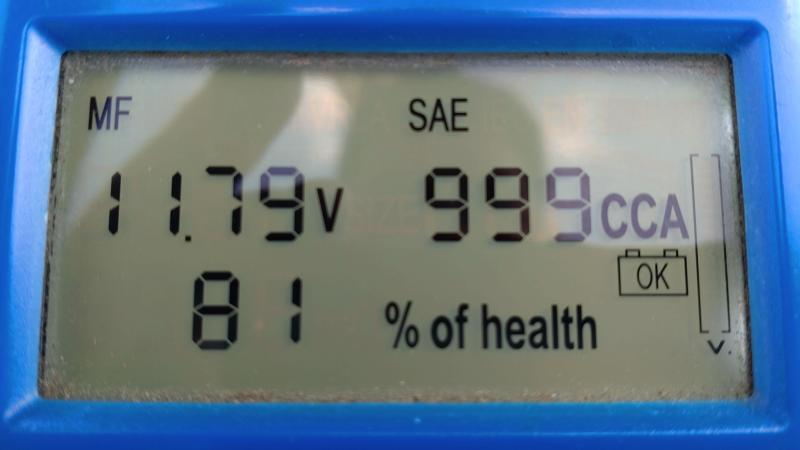 MF SAE
11.79V 999CCA
OK
81 % of health